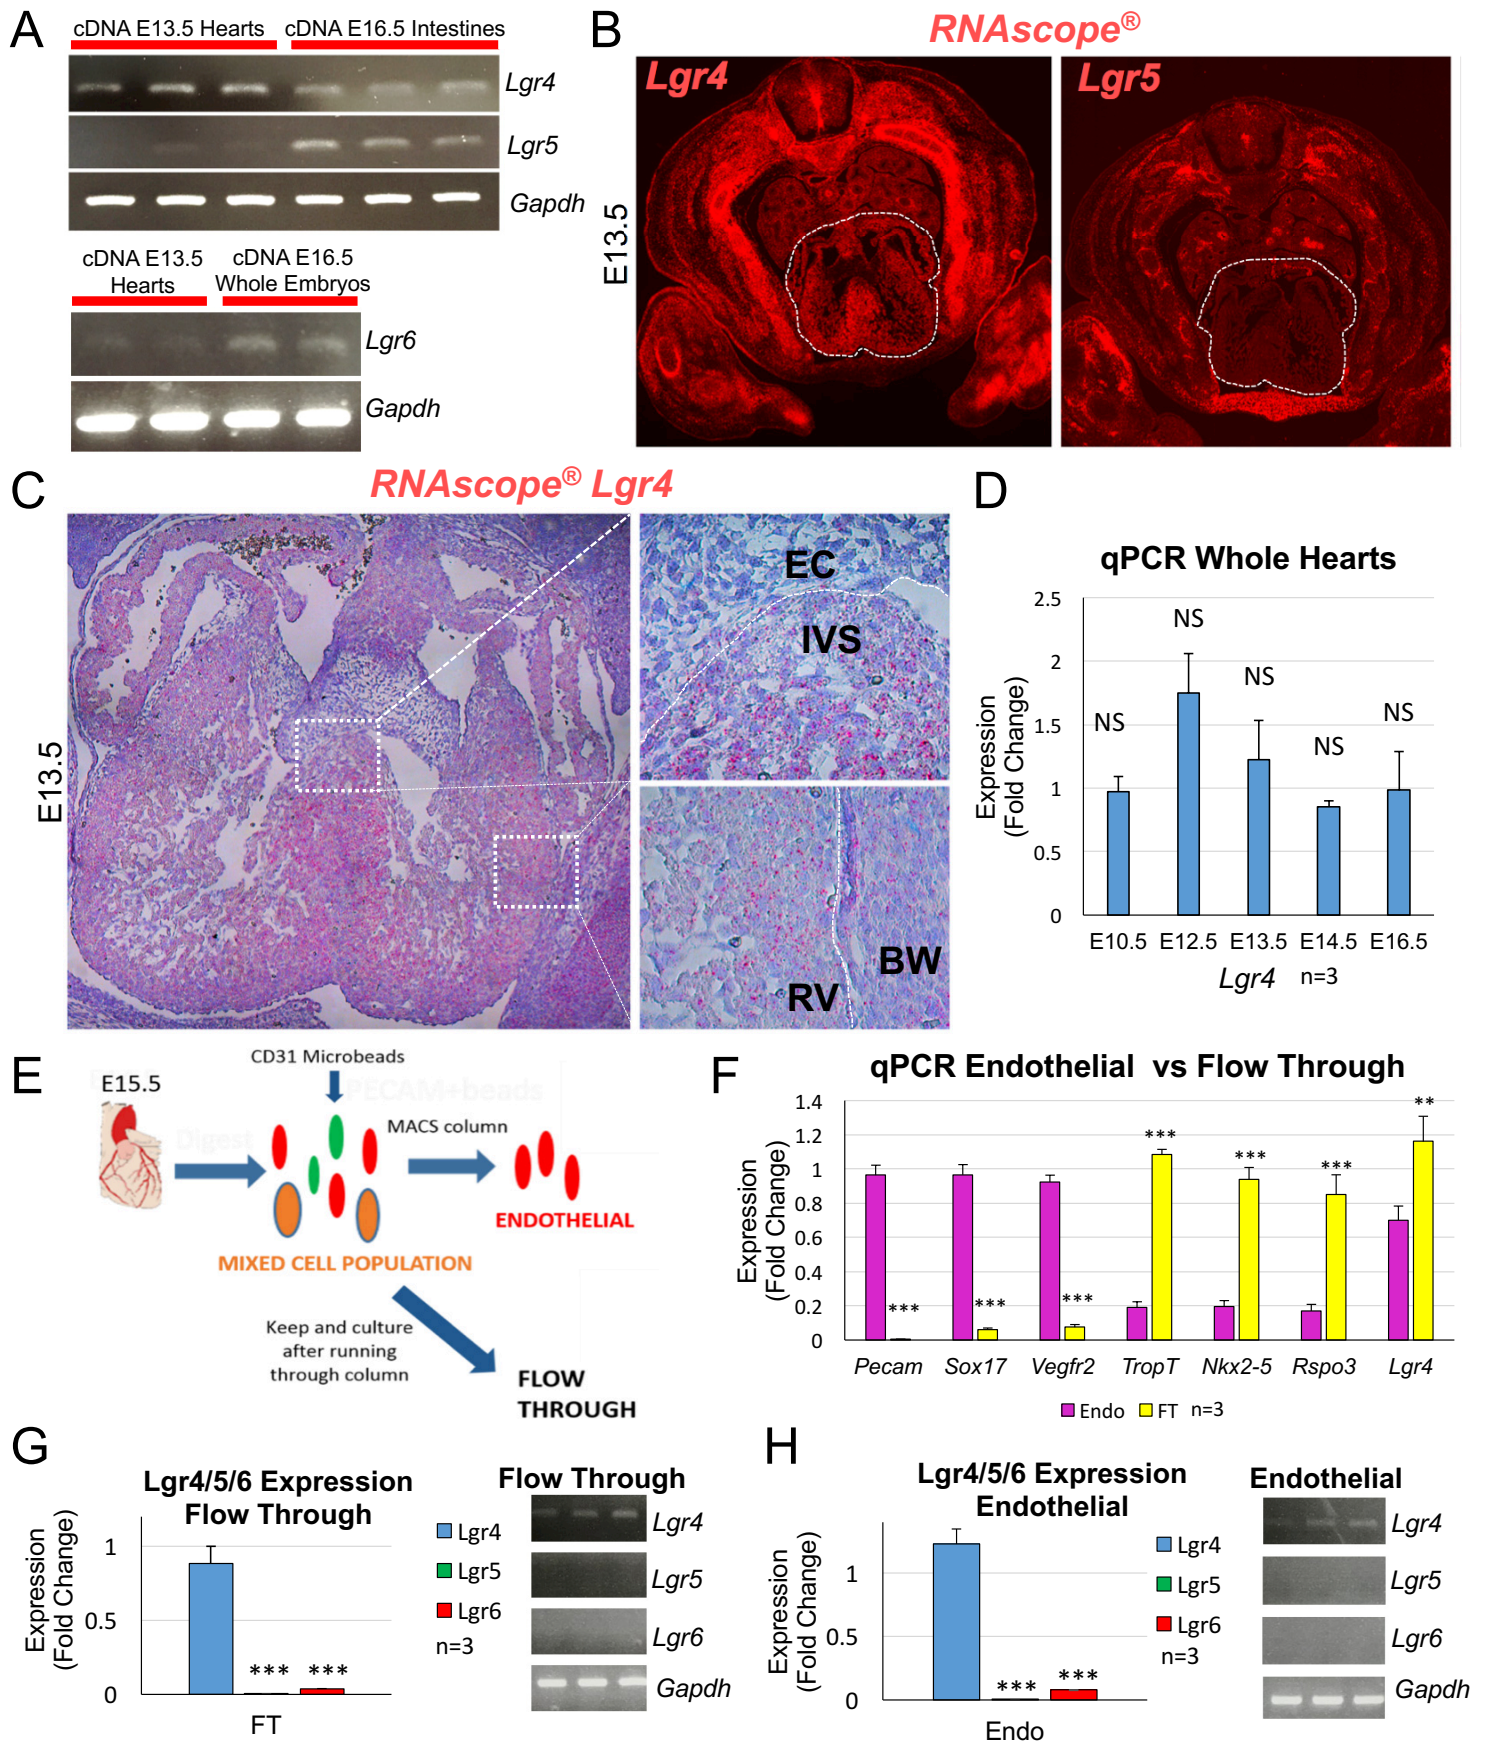 A
cDNA E13.5 Hearts
cDNA E16.5 Intestines
Lgr4
Lgr5
Gapdh
cDNA E13.5
Hearts
cDNA E16.5
Whole Embryos
Lgr6
Gapdh
B
RNAscope®
E13.5
Lgr4
Lgr5
C
RNAscope® Lgr4
E13.5
EC
IVS
RV
BW
D
qPCR Whole Hearts
Expression
(Fold Change)
2.5
2
1.5
1
0.5
0
NS
NS
NS
NS
NS
E10.5 E12.5 E13.5 E14.5 E16.5
Lgr4 n=3
E
E15.5
CD31 Microbeads
PECAM+beads
Digest
MACS column
ENDOTHELIAL
MIXED CELL POPULATION
Keep and culture
after running
through column
FLOW
THROUGH
F
qPCR Endothelial vs Flow Through
Expression
(Fold Change)
1.4
1.2
1
0.8
0.6
0.4
0.2
0
***
***
***
***
***
***
**
Pecam Sox17 Vegfr2 TropT Nkx2-5 Rspo3 Lgr4
Endo FT n=3
G
Lgr4/5/6 Expression
Flow Through
Expression
(Fold Change)
1
0.5
0
*** ***
FT
Lgr4
Lgr5
Lgr6
n=3
Flow Through
Lgr4
Lgr5
Lgr6
Gapdh
H
Lgr4/5/6 Expression
Endothelial
Expression
(Fold Change)
1
0.5
0
*** ***
Endo
Lgr4
Lgr5
Lgr6
n=3
Endothelial
Lgr4
Lgr5
Lgr6
Gapdh